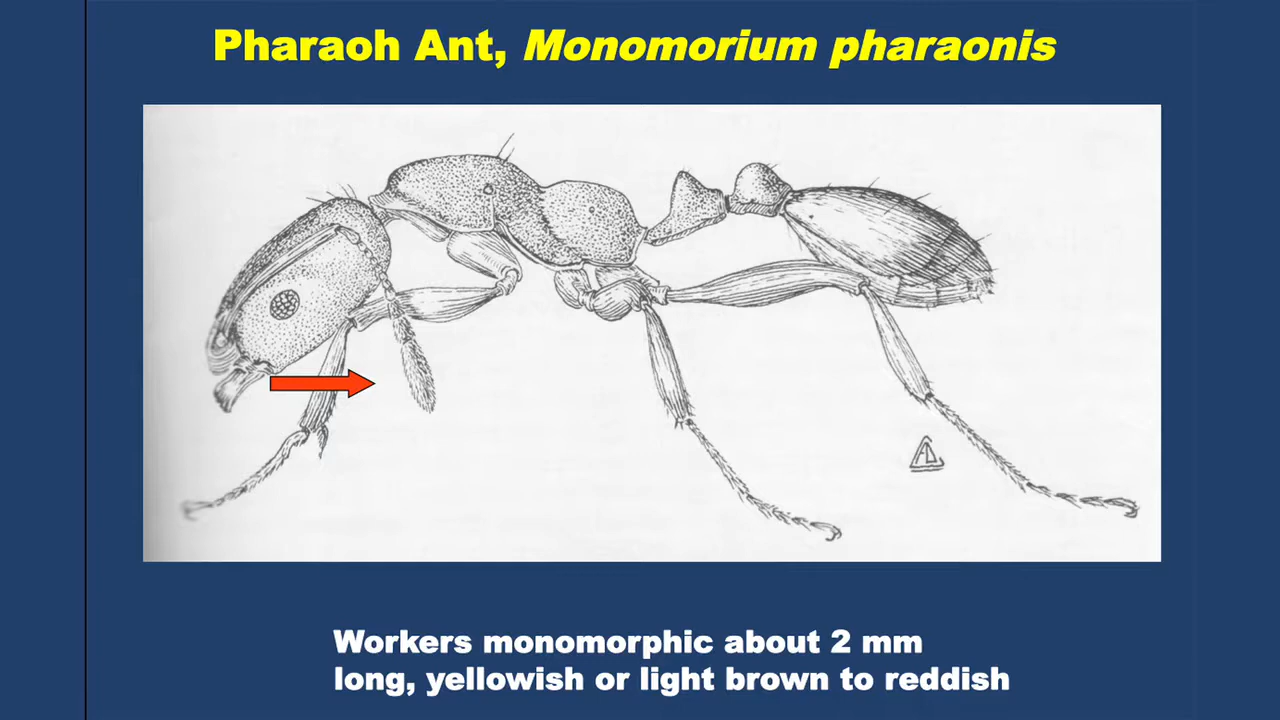 Pharaoh Ant, Monomorium pharaonis
Workers monomorphic about 2 mm
long, yellowish or light brown to reddish